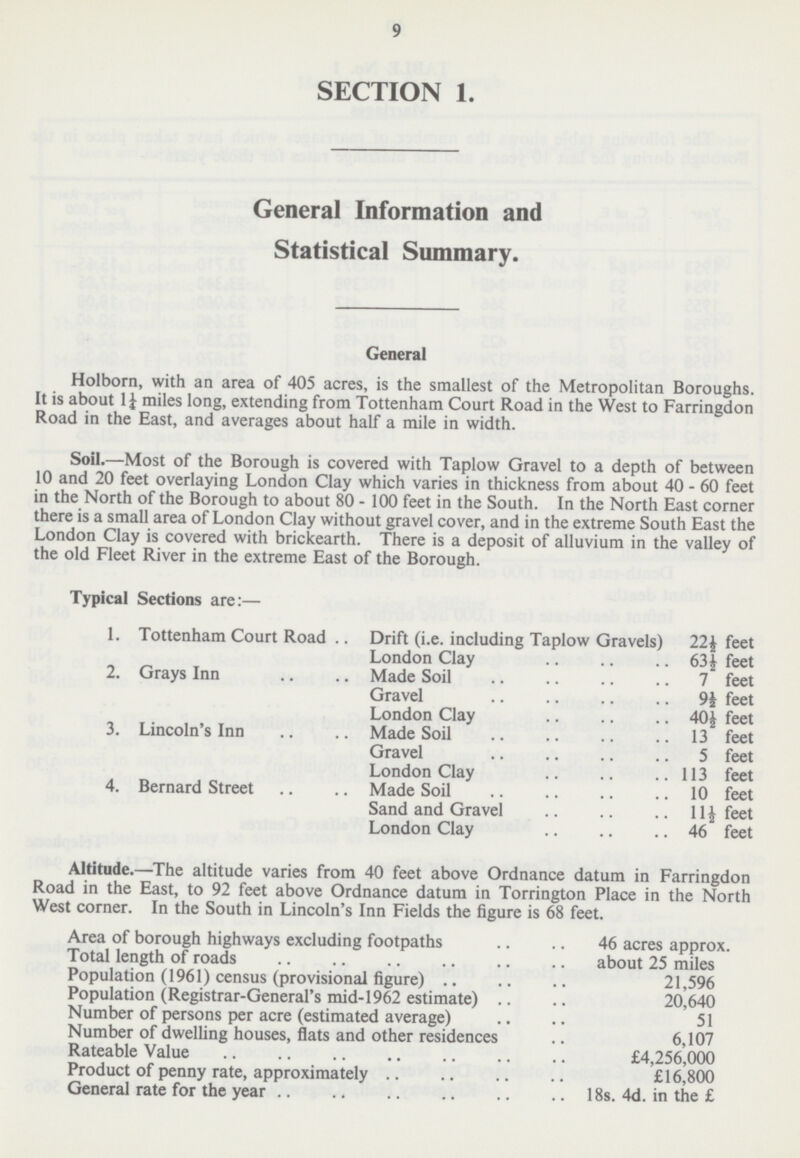 9
SECTION 1.
General Information and
Statistical Summary.
General
Holborn, with an area of 405 acres, is the smallest of the Metropolitan Boroughs.
It is about 1¼ miles long, extending from Tottenham Court Road in the West to Farringdon
Road in the East, and averages about half a mile in width.
Soil.—Most of the Borough is covered with Taplow Gravel to a depth of between
10 and 20 feet overlaying London Clay which varies in thickness from about 40 - 60 feet
in the North of the Borough to about 80 - 100 feet in the South. In the North East corner
there is a small area of London Clay without gravel cover, and in the extreme South East the
London Clay is covered with brickearth. There is a deposit of alluvium in the valley of
the old Fleet River in the extreme East of the Borough.
Typical Sections are:—
1. Tottenham Court Road .. Drift (i.e. including Taplow Gravels) 22½ feet
London Clay .. .. .. 63½ feet
2. Grays Inn .. .. Made Soil .. .. .. .. 7 feet
Gravel .. .. .. .. 9½ feet
London Clay .. .. .. 40½ feet
3. Lincoln's Inn .. .. Made Soil .. .. .. .. 13 feet
Gravel .. .. .. .. 5 feet
London Clay .. .. .. 113 feet
4. Bernard Street .. .. Made Soil .. .. .. .. 10 feet
Sand and Gravel .. .. .. 11½ feet
London Clay .. .. .. 46 feet
Altitude.—The altitude varies from 40 feet above Ordnance datum in Farringdon
Road in the East, to 92 feet above Ordnance datum in Torrington Place in the North
West corner. In the South in Lincoln's Inn Fields the figure is 68 feet.
Area of borough highways excluding footpaths .. .. 46 acres approx.
Total length of roads .. .. .. .. .. .. about 25 miles
Population (1961) census (provisional figure) .. .. .. 21,596
Population (Registrar-General's mid-1962 estimate) .. .. 20,640
Number of persons per acre (estimated average) .. .. 51
Number of dwelling houses, flats and other residences .. 6,107
Rateable Value .. .. .. .. .. .. .. £4,256,000
Product of penny rate, approximately .. .. .. .. £16,800
General rate for the year .. .. .. .. .. .. 18s. 4d. in the £